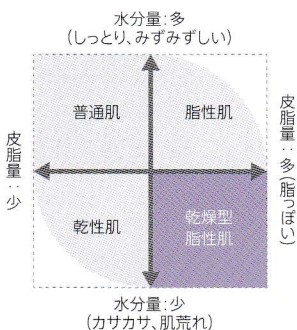 水分量:多
(しっとり、みずみずしい)
普通肌
脂性肌
皮脂量:少
皮脂量:多(脂っぽい)
乾性肌
乾燥型
脂性肌
水分量:少
(カサカサ、肌荒れ)